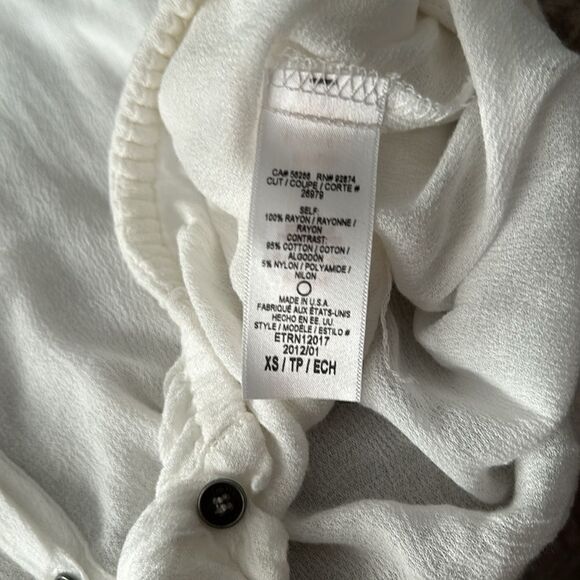 CA# 56266 RN# 92874
CUT / COUPE / CORTE #
26979
SELF:
100% RAYON / RAYONNE /
RAYON
CONTRAST:
95% COTTON / COTON /
ALGODON
5% NYLON / POLYAMIDE /
NILON
MADE IN U.S.A
FABRIQUÉ AUX ÉTATS-UNIS
HECHO EN EE. UU.
STYLE / MODÈLE / ESTILO #
ETRN12017
2012/01
XS / TP / ECH